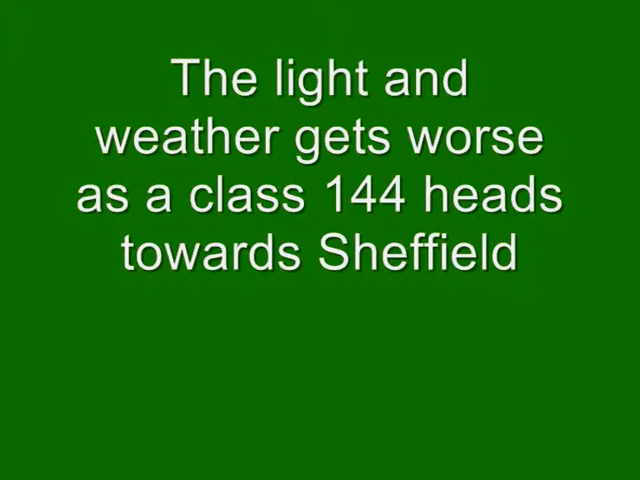 The light and
weather gets worse
as a class 144 heads
towards Sheffield